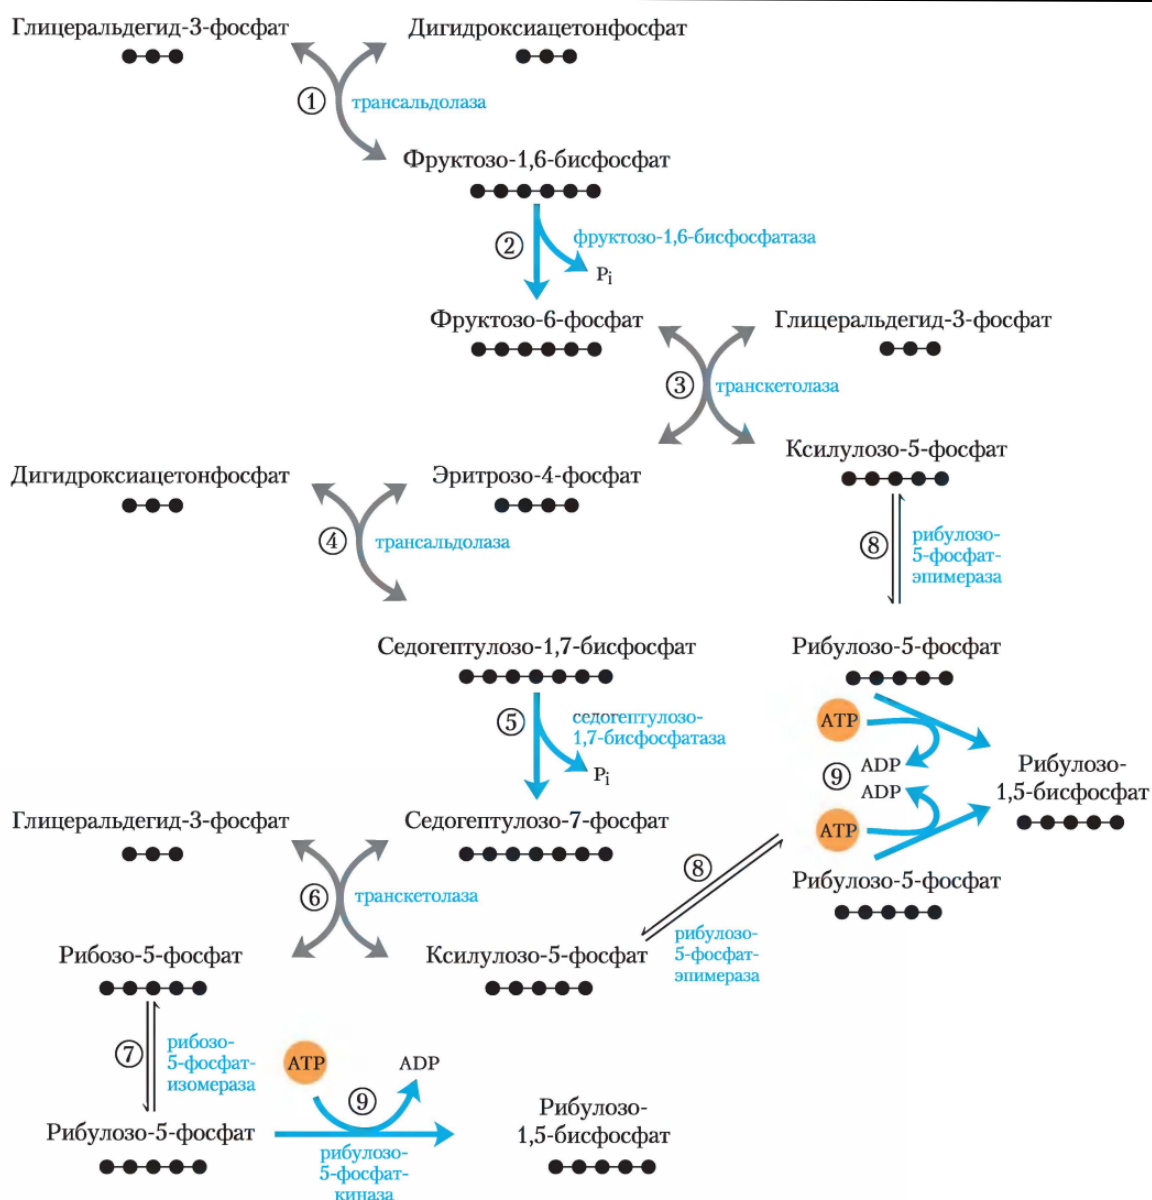 Глицеральдегид-3-фосфат
Дигидроксиацетонфосфат
1
трансальдолаза
Фруктозо-1,6-бисфосфат
2
фруктозо-1,6-бисфосфатаза
Pi
Фруктозо-6-фосфат
Глицеральдегид-3-фосфат
3
транскетолаза
Ксилулозо-5-фосфат
Дигидроксиацетонфосфат
Эритрозо-4-фосфат
4
трансальдолаза
8
рибулозо-
5-фосфат-
эпимераза
Седогептулозо-1,7-бисфосфат
Рибулозо-5-фосфат
5
седогептулозо-
1,7-бисфосфатаза
Pi
ATP
ADP
9
ADP
ATP
Рибулозо-
1,5-бисфосфат
Глицеральдегид-3-фосфат
Седогептулозо-7-фосфат
Рибулозо-5-фосфат
6
транскетолаза
8
рибулозо-
5-фосфат-
эпимераза
Рибозо-5-фосфат
Ксилулозо-5-фосфат
7
рибозо-
5-фосфат-
изомераза
ATP
ADP
9
Рибулозо-5-фосфат
рибулозо-
5-фосфат-
киназа
Рибулозо-
1,5-бисфосфат